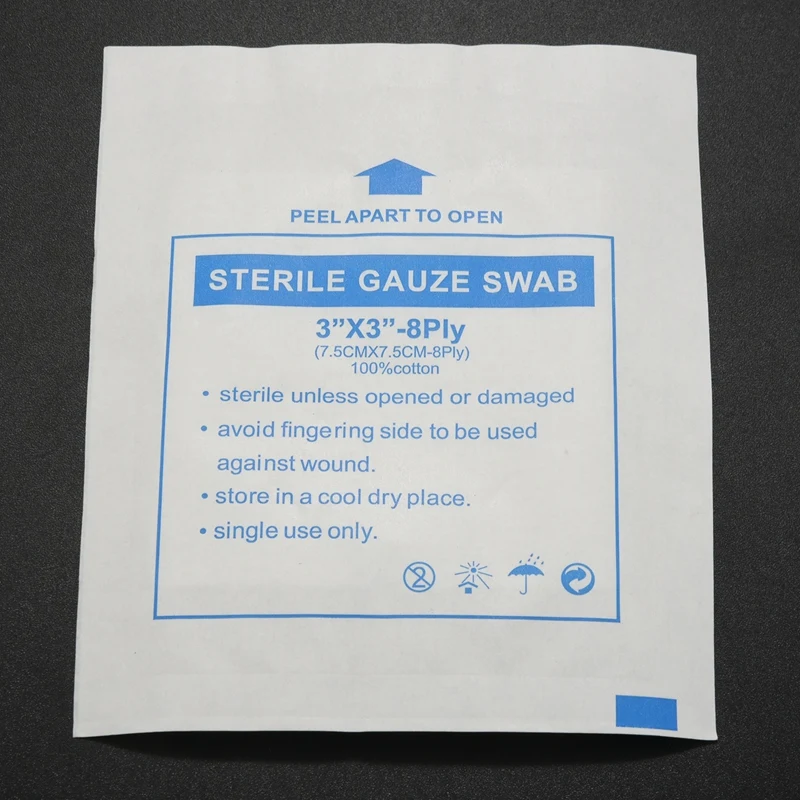 PEEL APART TO OPEN
STERILE GAUZE SWAB
3”X3”-8Ply
(7.5CMX7.5CM-8Ply)
100%cotton
• sterile unless opened or damaged
• avoid fingering side to be used
against wound.
• store in a cool dry place.
• single use only.
2